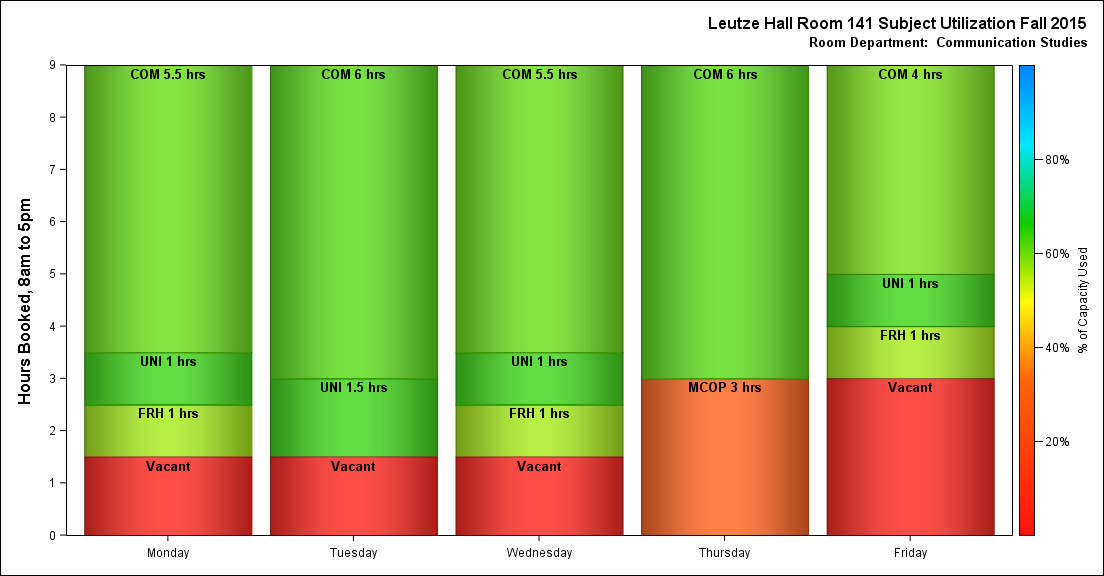 Leutze Hall Room 141 Subject Utilization Fall 2015
Room Department:  Communication Studies
Hours Booked, 8am to 5pm
9
8
7
6
5
4
3
2
1
0
COM 5.5 hrs
UNI 1 hrs
FRH 1 hrs
Vacant
COM 6 hrs
UNI 1.5 hrs
Vacant
COM 5.5 hrs
UNI 1 hrs
FRH 1 hrs
Vacant
COM 6 hrs
MCOP 3 hrs
COM 4 hrs
UNI 1 hrs
FRH 1 hrs
Vacant
Monday
Tuesday
Wednesday
Thursday
Friday
80%
60%
40%
20%
% of Capacity Used